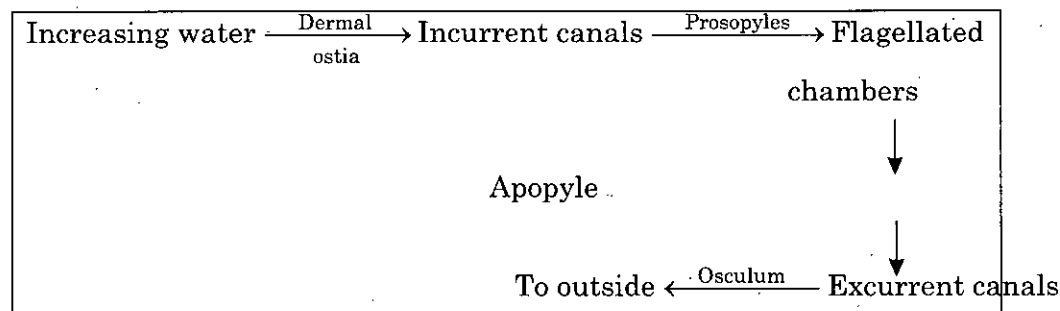 Increasing water Dermal ostia Incurrent canals Prosopyles Flagellated
chambers
Apopyle
To outside Osculum Excurrent canals